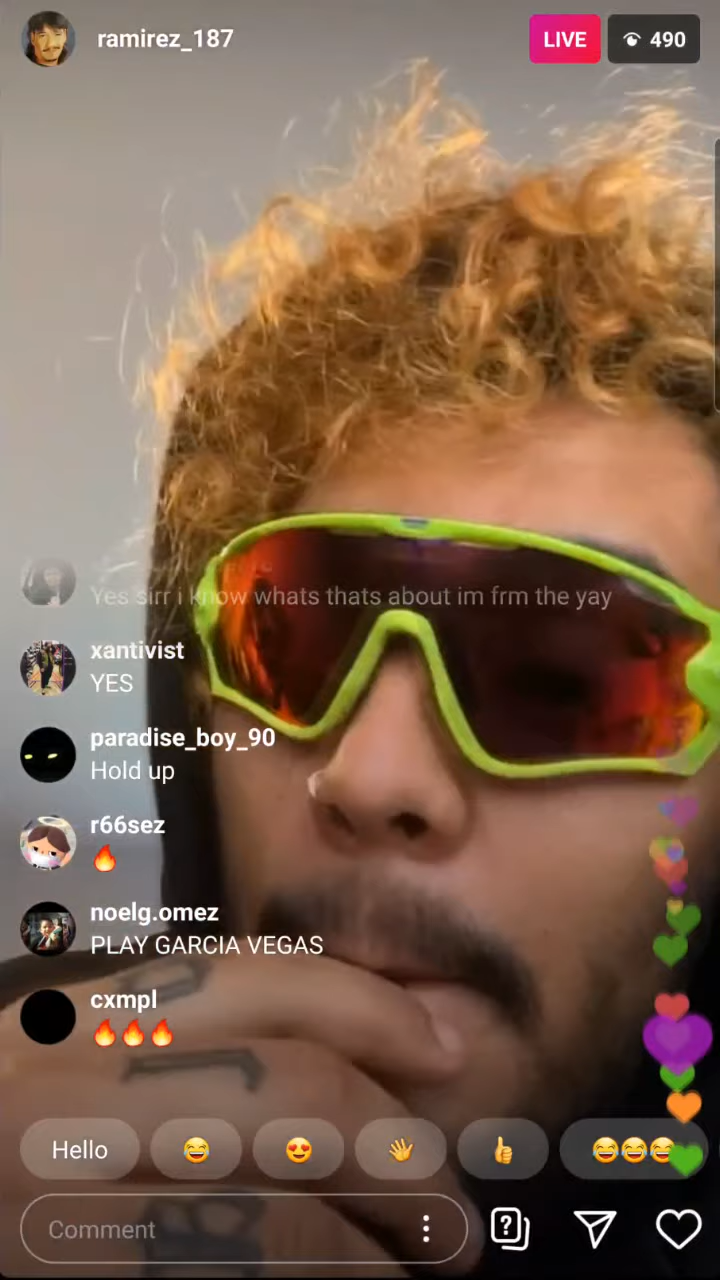 ramirez_187
LIVE
490
Yes sirr i know whats thats about im frm the yay
xantivist
YES
paradise_boy_90
Hold up
r66sez
🔥
noelg.omez
PLAY GARCIA VEGAS
cxmpl
🔥🔥🔥
Hello 😂 😍 👋 👍 😂😂😂
Comment